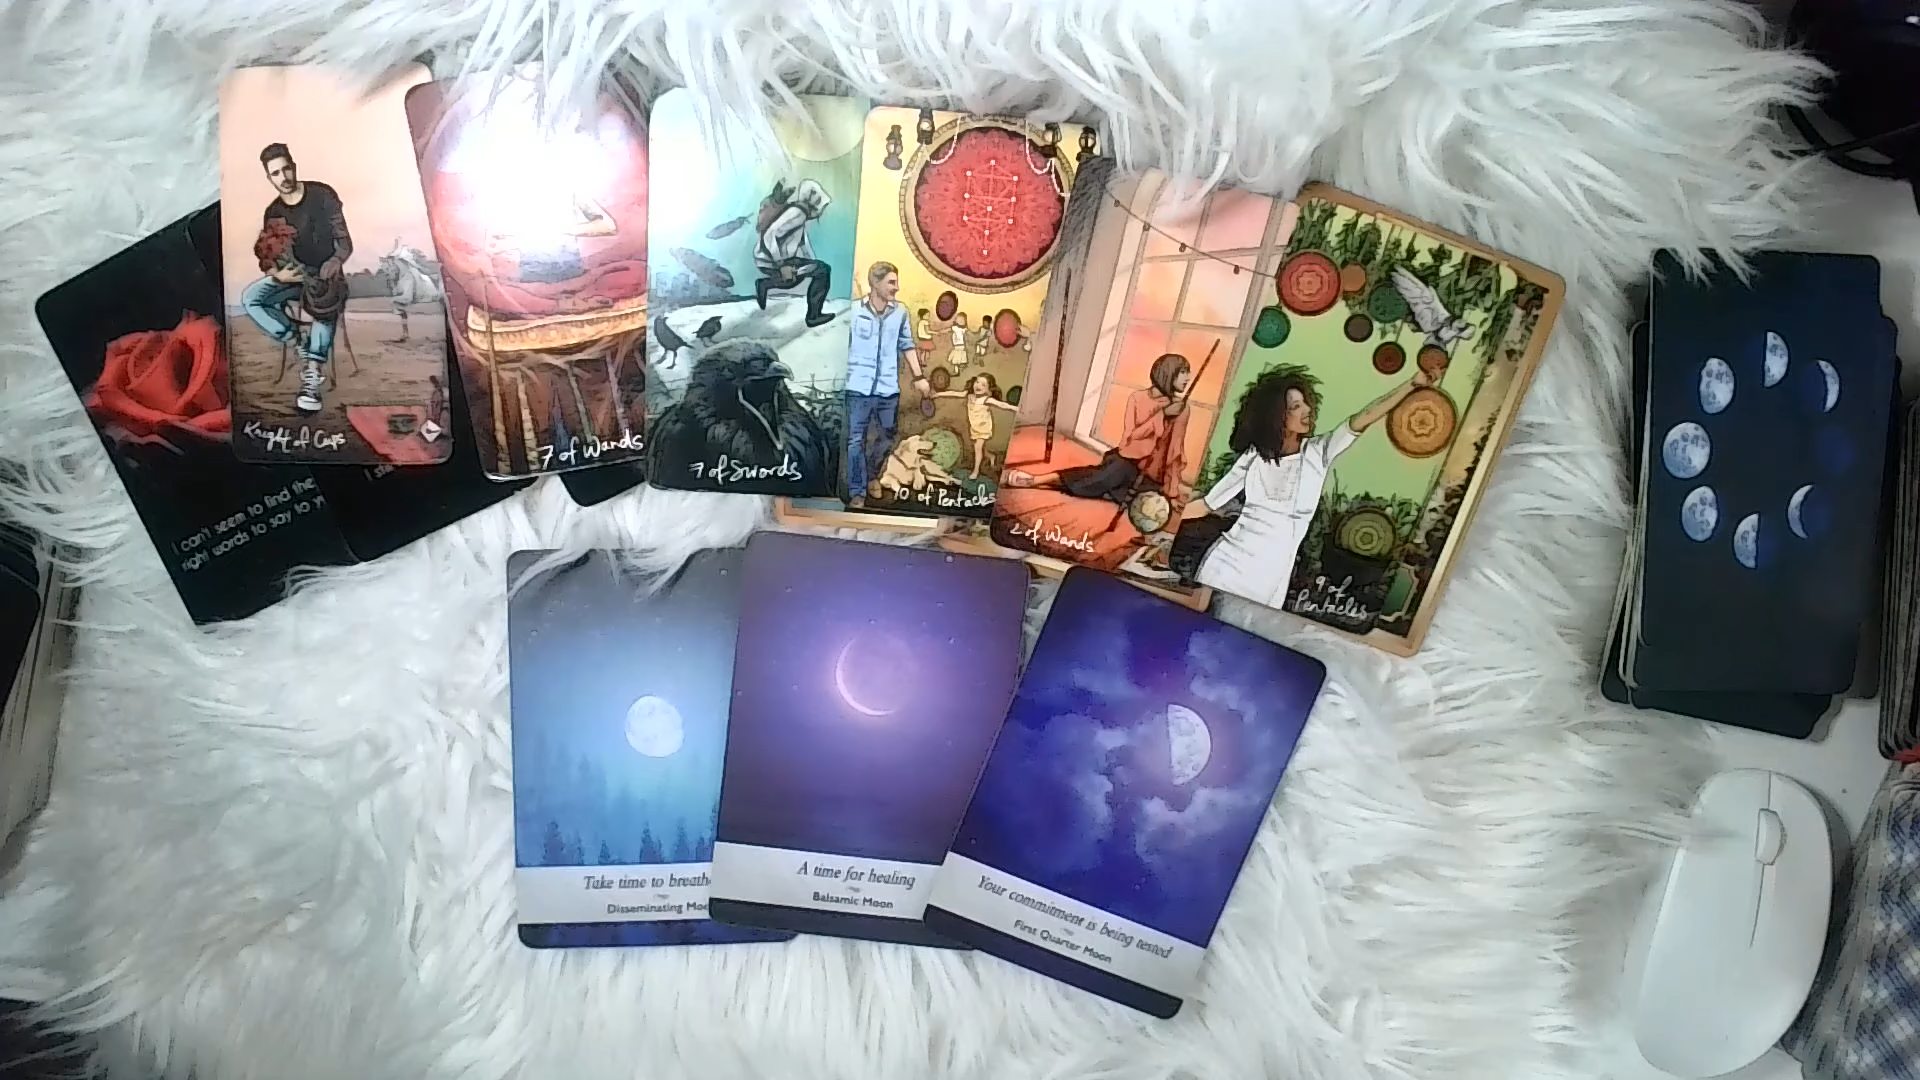 Knight of Cups
7 of Wands
7 of Swords
10 of Pentacles
2 of Wands
9 of
Pentacles
I can't seem to find the
right words to say to
I
Take time to breath
Disseminating
A time for healing
Balsamic Moon
Your commitment is being tested
First Quarter Moon